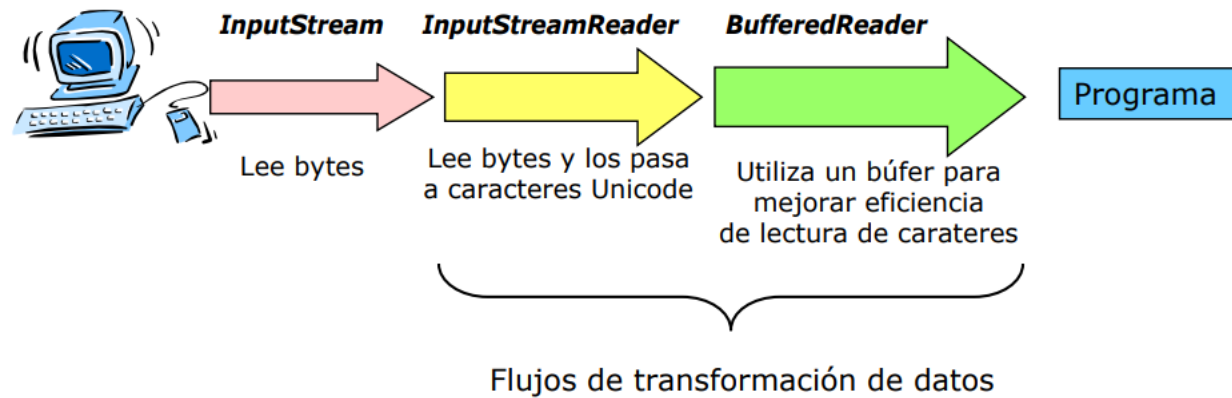 InputStream
InputStreamReader
BufferedReader
Programa
Lee bytes
Lee bytes y los pasa
a caracteres Unicode
Utiliza un búfer para
mejorar eficiencia
de lectura de carateres
Flujos de transformación de datos